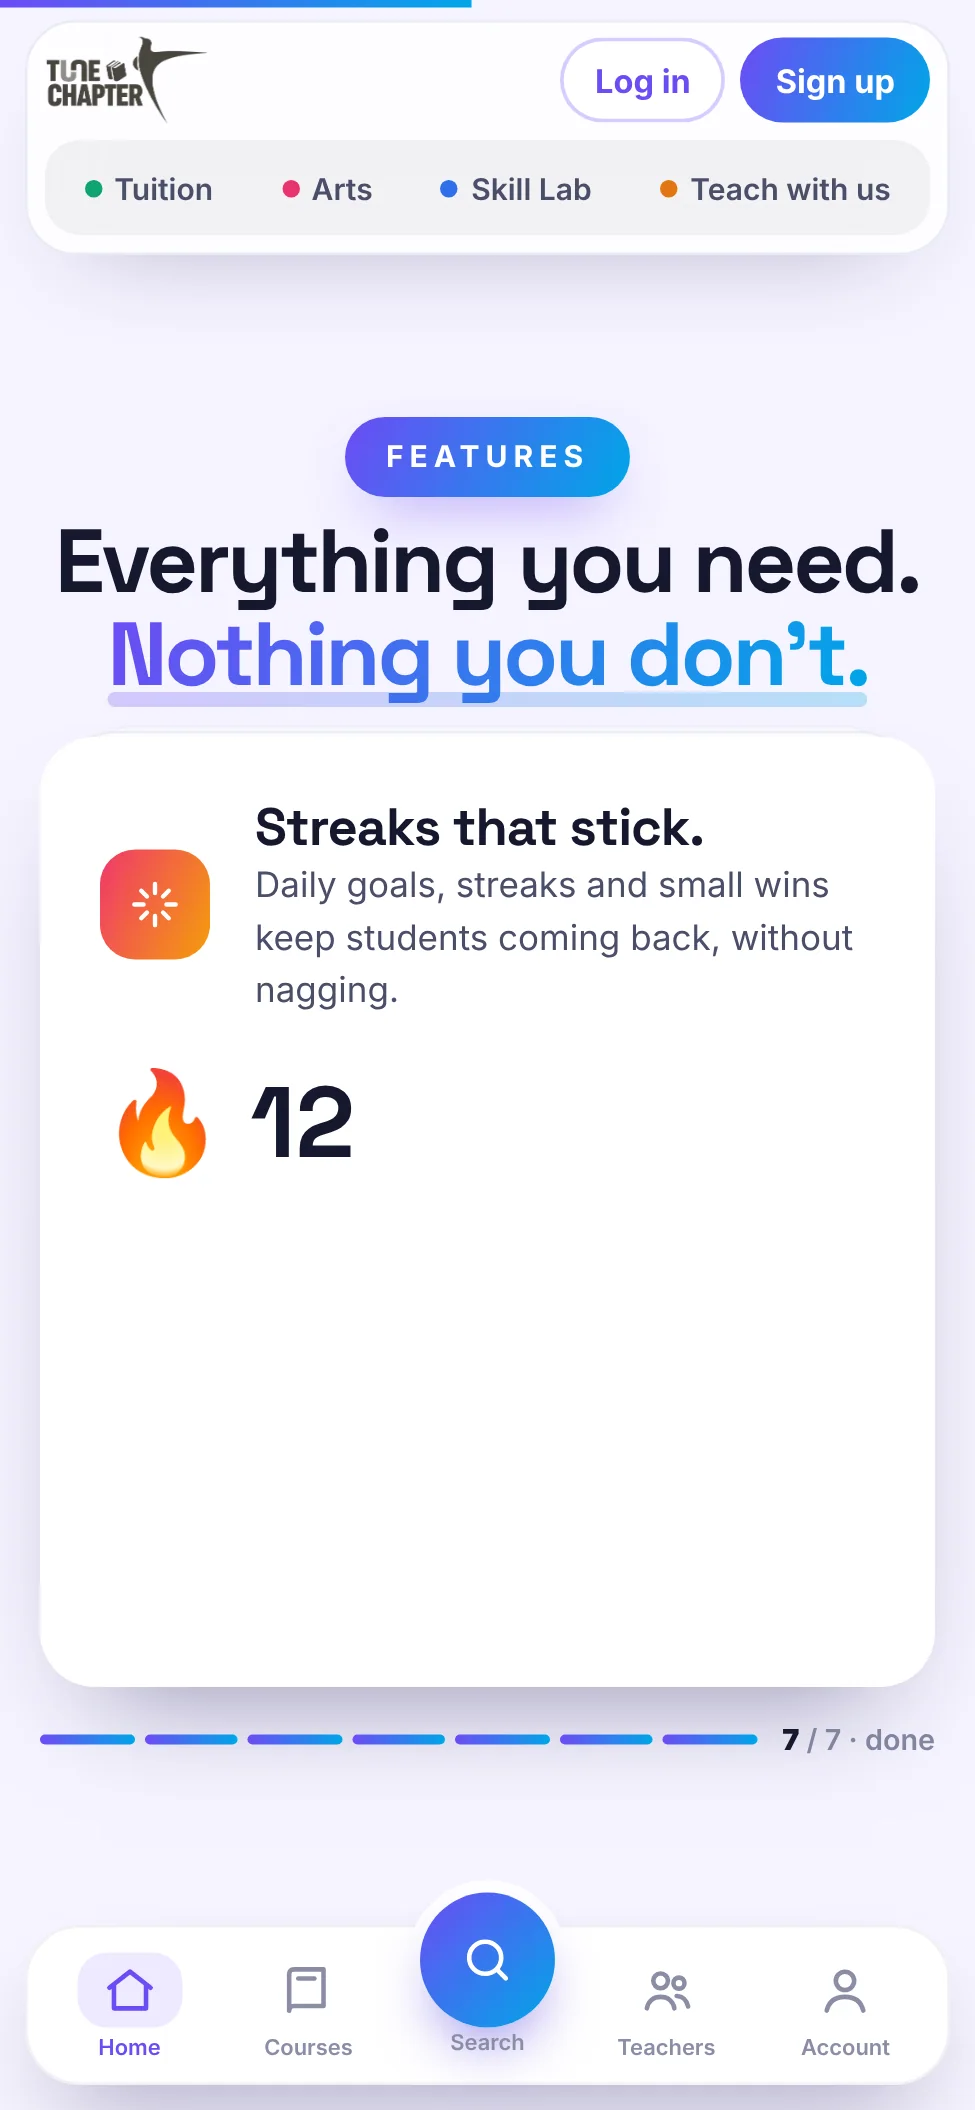 TUNE
CHAPTER
Log in
Sign up
Tuition
Arts
Skill Lab
Teach with us
FEATURES
Everything you need.
Nothing you don’t.
Streaks that stick.
Daily goals, streaks and small wins
keep students coming back, without
nagging.
12
7 / 7 · done
Home
Courses
Search
Teachers
Account